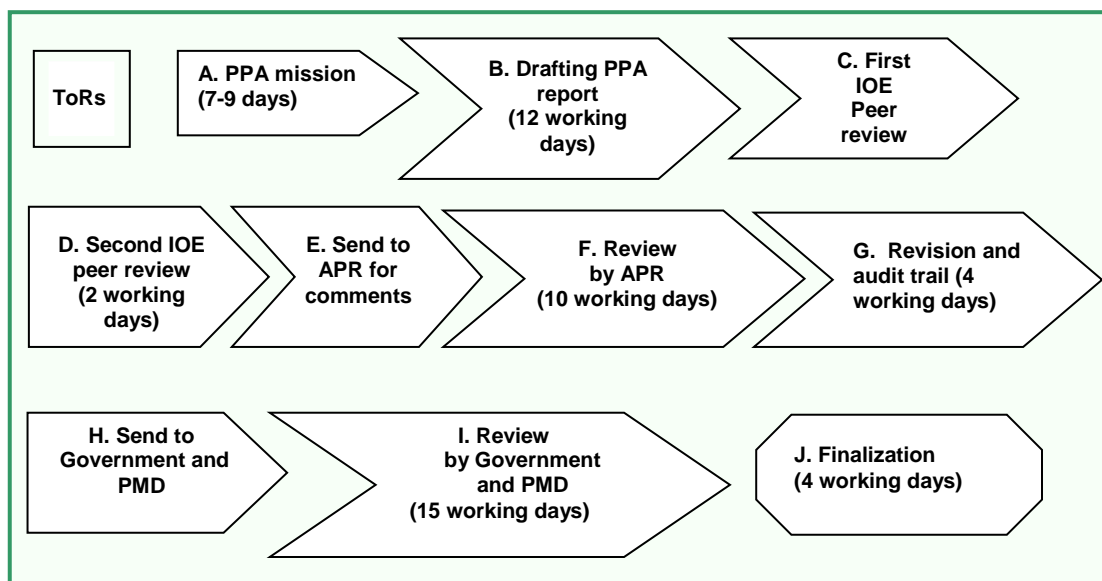 ToRs
A. PPA mission
(7-9 days)
B. Drafting PPA
report
(12 working
days)
C. First
IOE
Peer
review
D. Second IOE
peer review
(2 working
days)
E. Send to
APR for
comments
F. Review
by APR
(10 working days)
G. Revision and
audit trail (4
working days)
H. Send to
Government and
PMD
I. Review
by Government
and PMD
(15 working days)
J. Finalization
(4 working days)